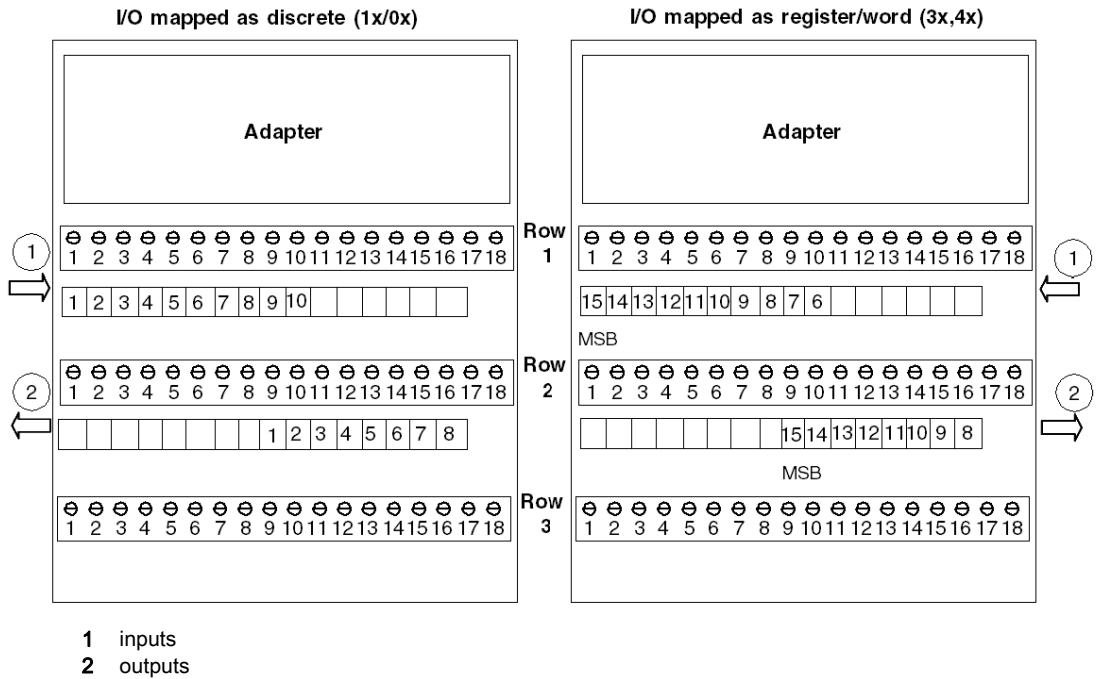 I/O mapped as discrete (1x/0x) I/O mapped as register/word (3x,4x)
Adapter Adapter
1 Row 1
1 2 3 4 5 6 7 8 9 10 11 12 13 14 15 16 17 18 1 1 2 3 4 5 6 7 8 9 10 11 12 13 14 15 16 17 18
1 2 3 4 5 6 7 8 9 10 15 14 13 12 11 10 9 8 7 6
MSB
Row
1 2 3 4 5 6 7 8 9 10 11 12 13 14 15 16 17 18 2 1 2 3 4 5 6 7 8 9 10 11 12 13 14 15 16 17 18
2 2
1 2 3 4 5 6 7 8 15 14 13 12 11 10 9 8
MSB
Row
1 2 3 4 5 6 7 8 9 10 11 12 13 14 15 16 17 18 3 1 2 3 4 5 6 7 8 9 10 11 12 13 14 15 16 17 18
1 inputs
2 outputs